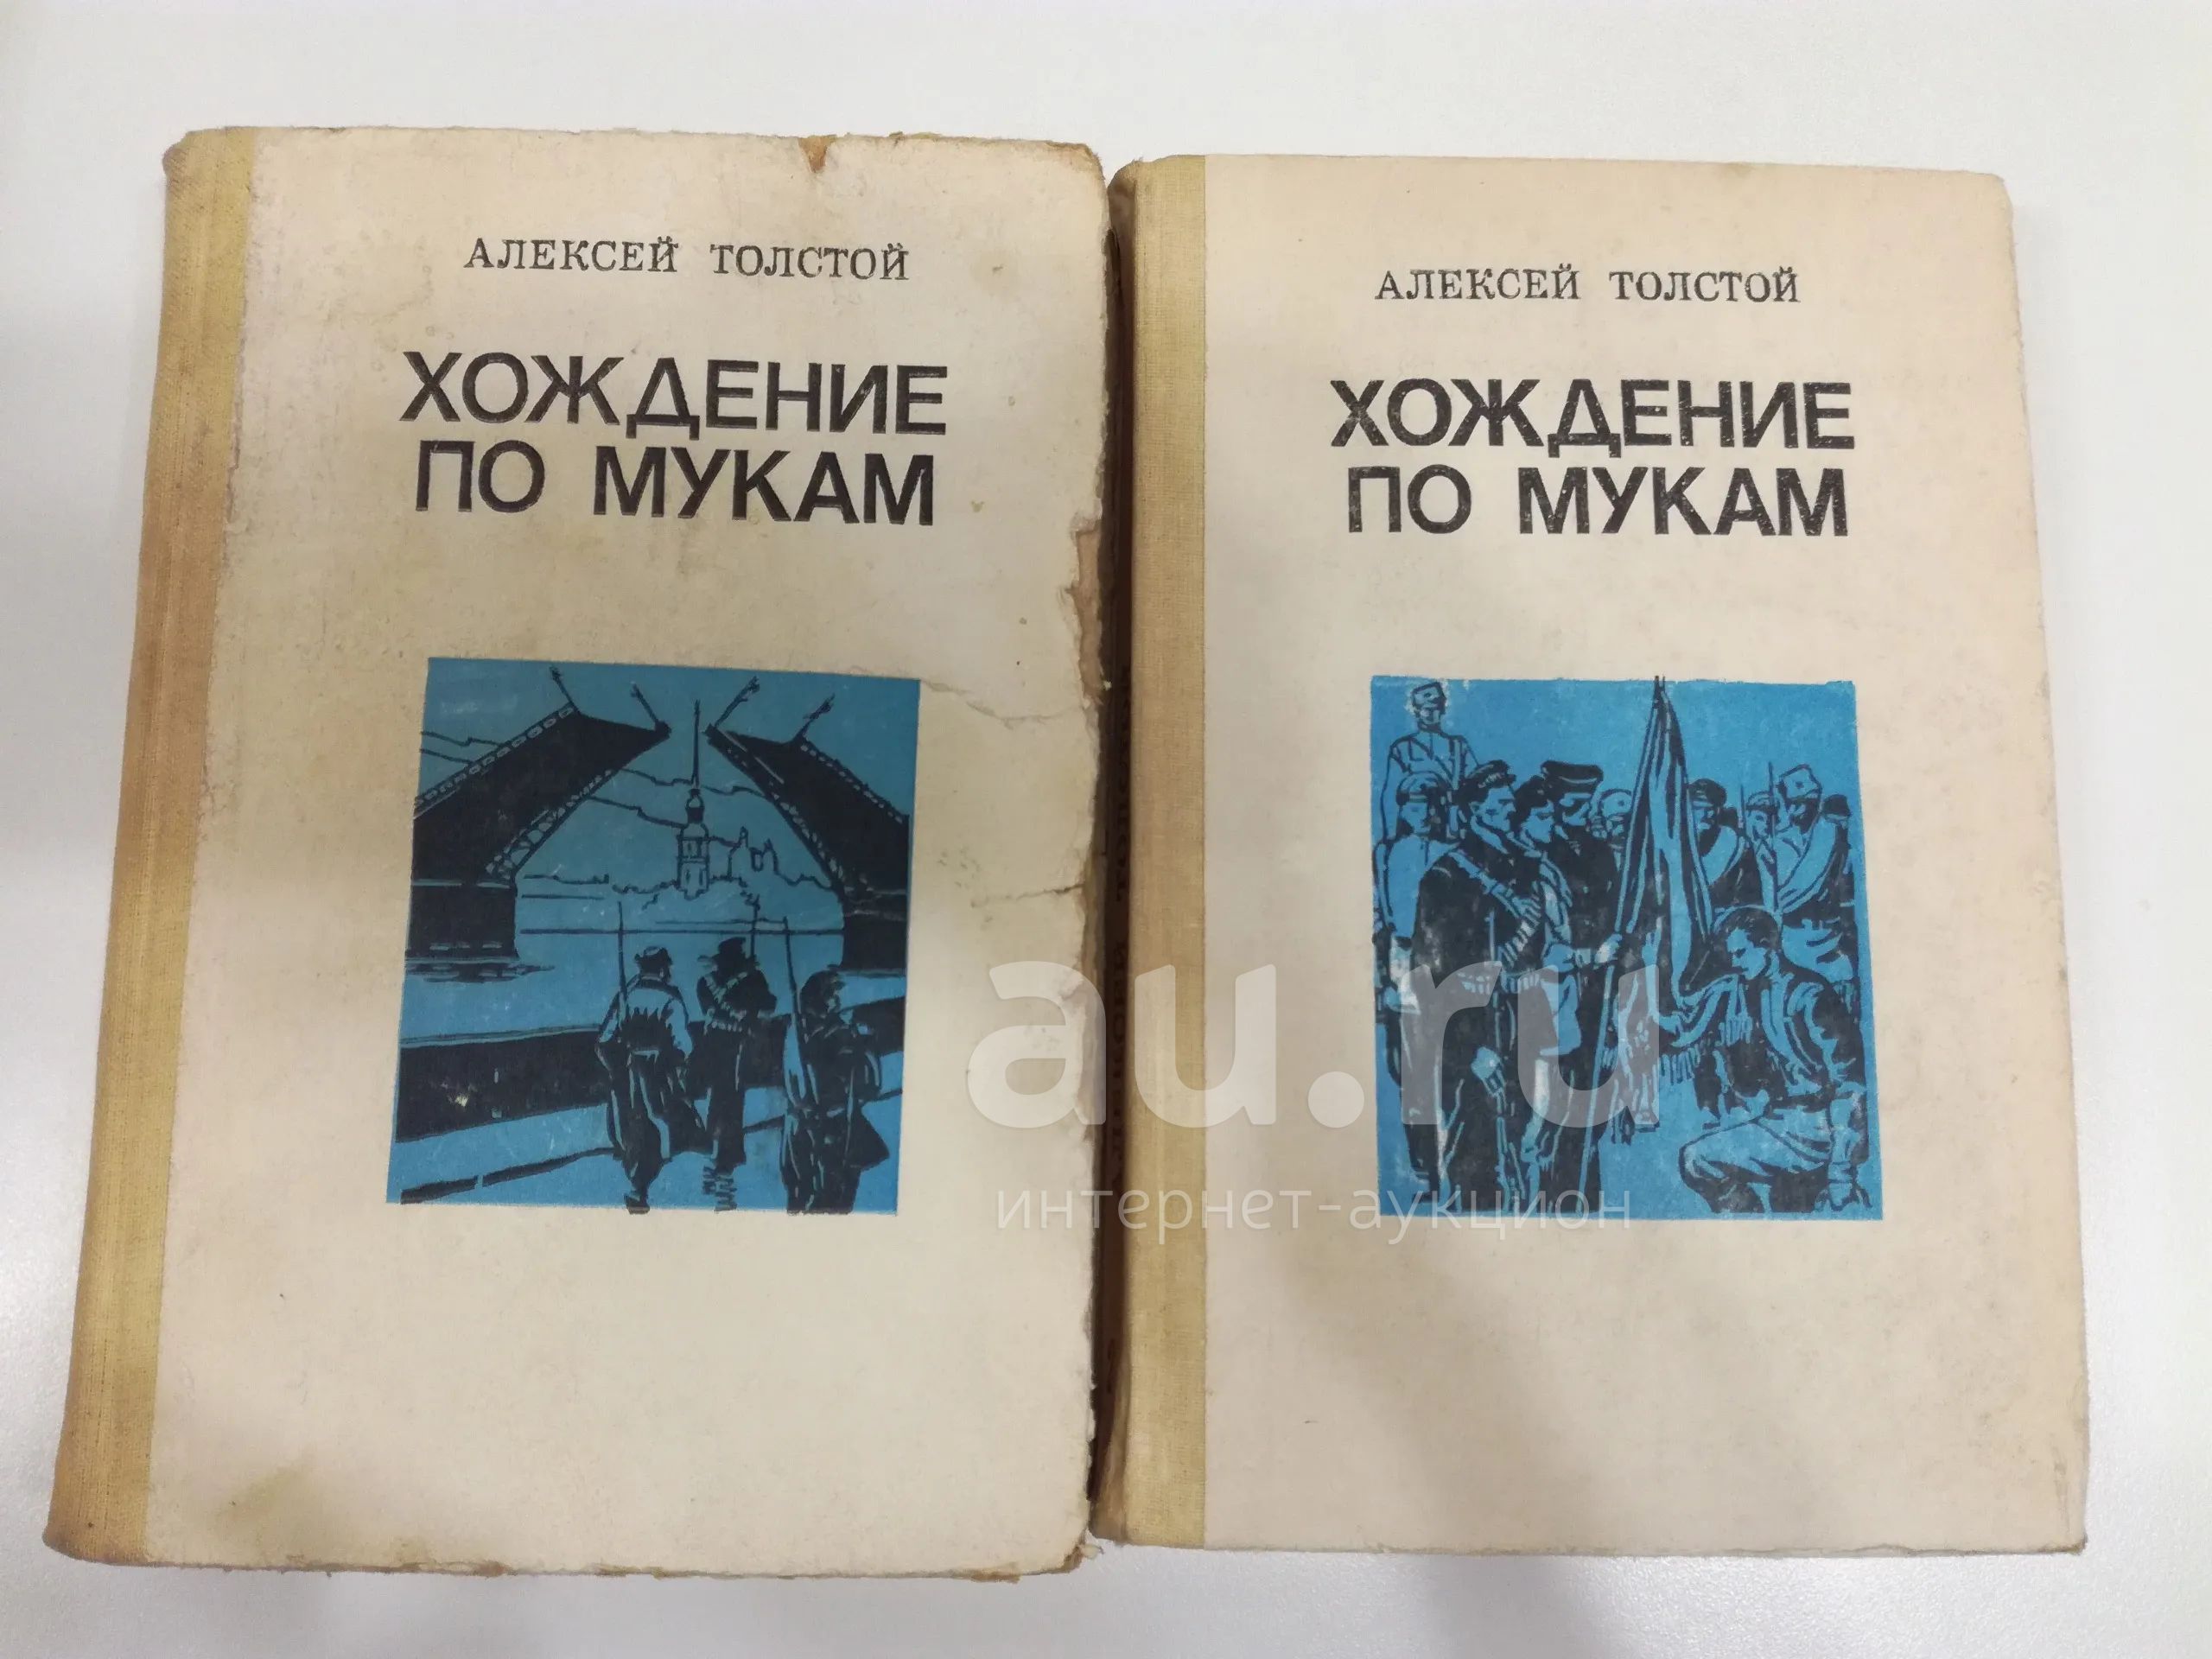 АЛЕКСЕЙ ТОЛСТОЙ
ХОЖДЕНИЕ
ПО МУКАМ
АЛЕКСЕЙ ТОЛСТОЙ
ХОЖДЕНИЕ
ПО МУКАМ
au.ru
интернет-аукцион